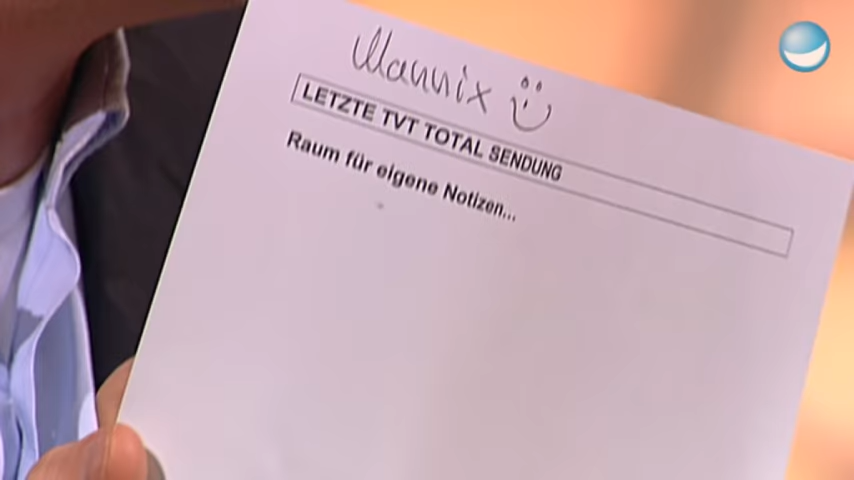 Mannix
LETZTE TVT TOTAL SENDUNG
Raum für eigene Notizen...